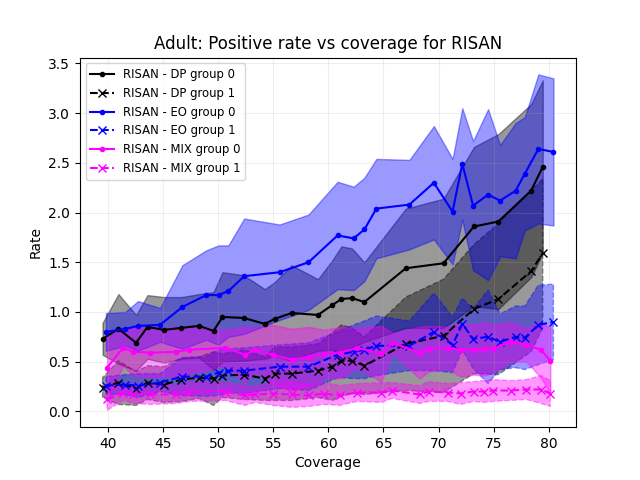 Adult: Positive rate vs coverage for RISAN
RISAN - DP group 0
RISAN - DP group 1
RISAN - EO group 0
RISAN - EO group 1
RISAN - MIX group 0
RISAN - MIX group 1
3.5
3.0
2.5
2.0
1.5
1.0
0.5
0.0
Rate
40 45 50 55 60 65 70 75 80
Coverage